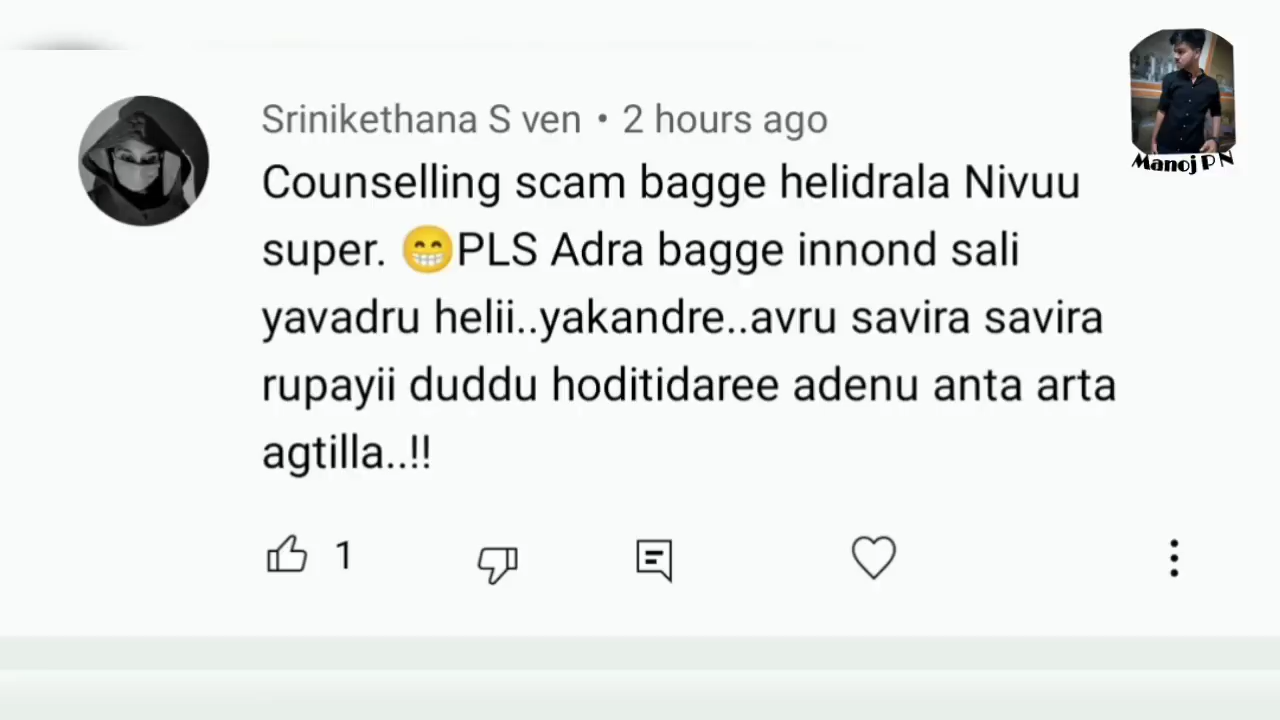 Srinikethana S ven • 2 hours ago
Counselling scam bagge helidrala Nivuu
super. 😁PLS Adra bagge innond sali
yavadru helii..yakandre..avru savira savira
rupayii duddu hoditidaree adenu anta arta
agtilla..!!
1
Manoj P N